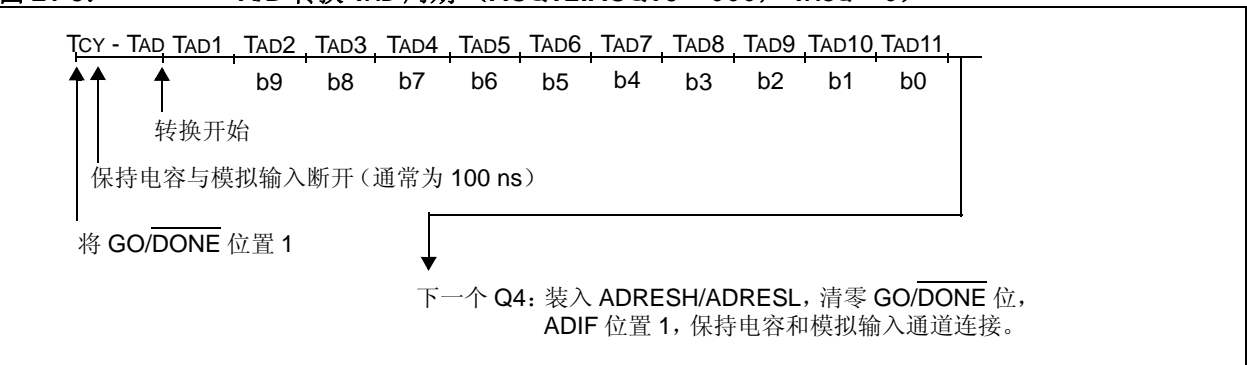 TCY - TAD TAD1 TAD2 TAD3 TAD4 TAD5 TAD6 TAD7 TAD8 TAD9 TAD10 TAD11
b9 b8 b7 b6 b5 b4 b3 b2 b1 b0
转换开始
保持电容与模拟输入断开（通常为 100 ns）
将 GO/DONE 位置 1
下一个 Q4：装入 ADRESH/ADRESL，清零 GO/DONE 位，
ADIF 位置 1，保持电容和模拟输入通道连接。